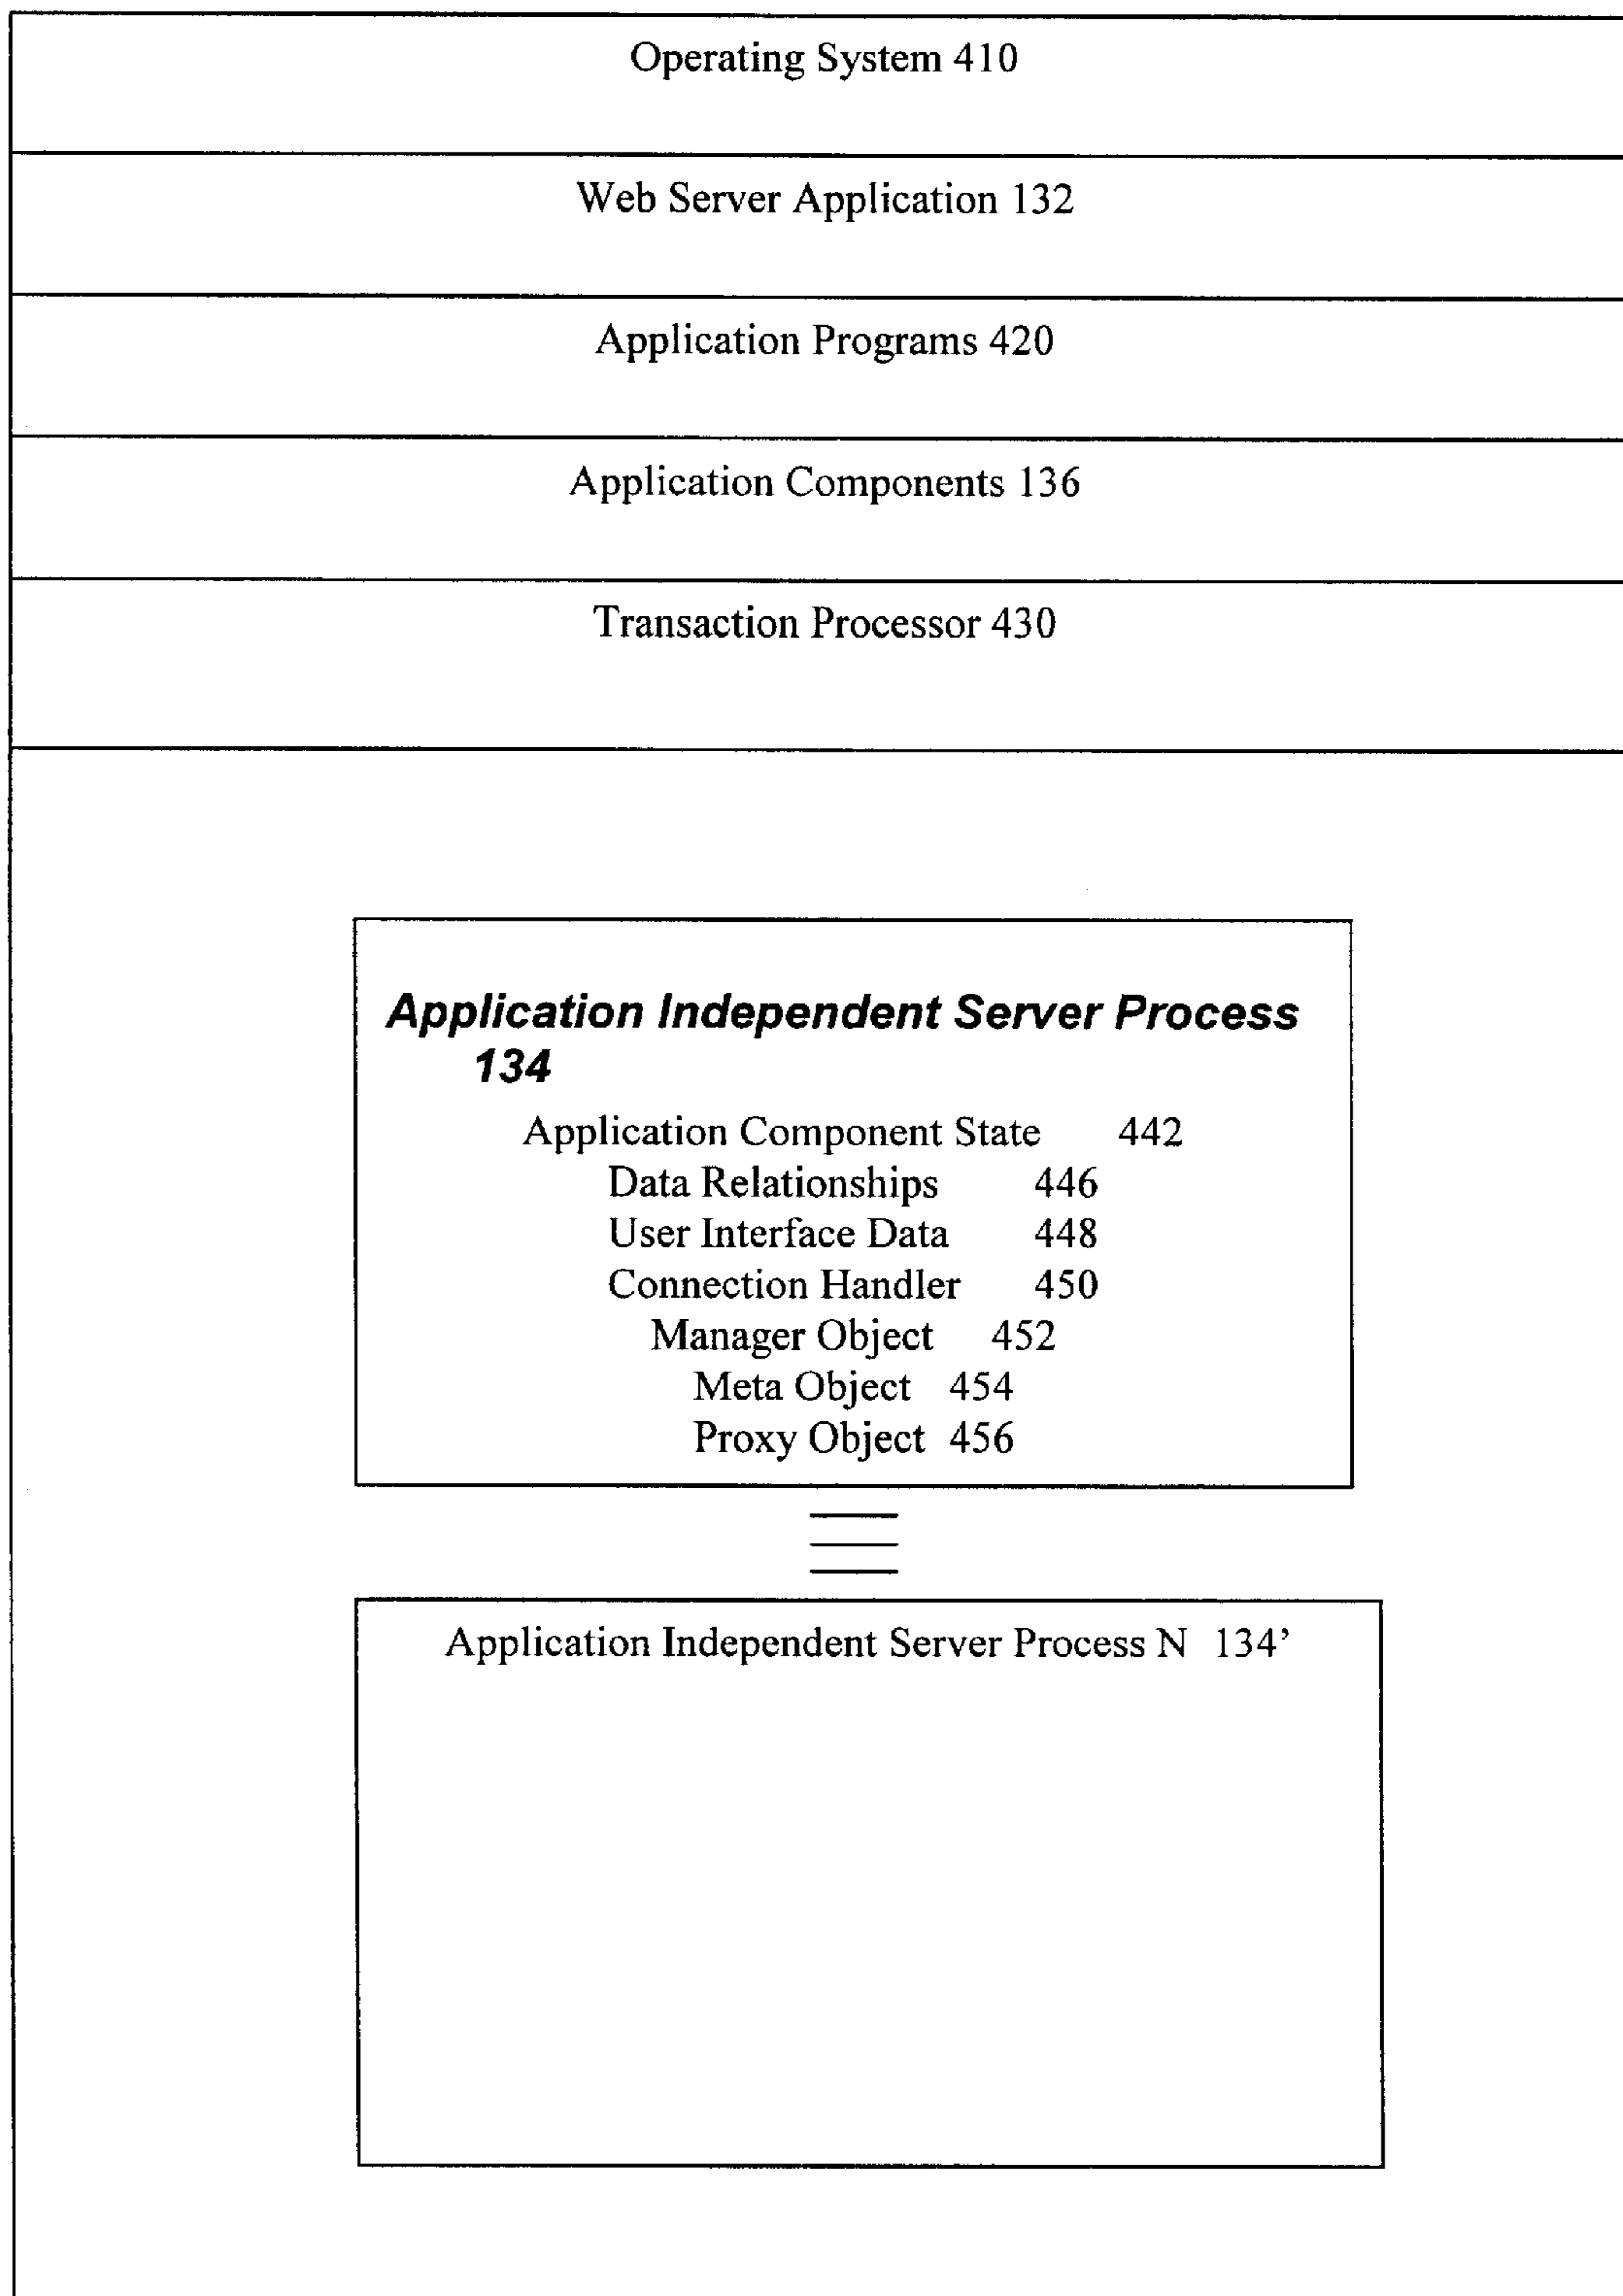 Operating System 410
Web Server Application 132
Application Programs 420
Application Components 136
Transaction Processor 430
Application Independent Server Process
134
Application Component State 442
Data Relationships 446
User Interface Data 448
Connection Handler 450
Manager Object 452
Meta Object 454
Proxy Object 456
Application Independent Server Process N 134’